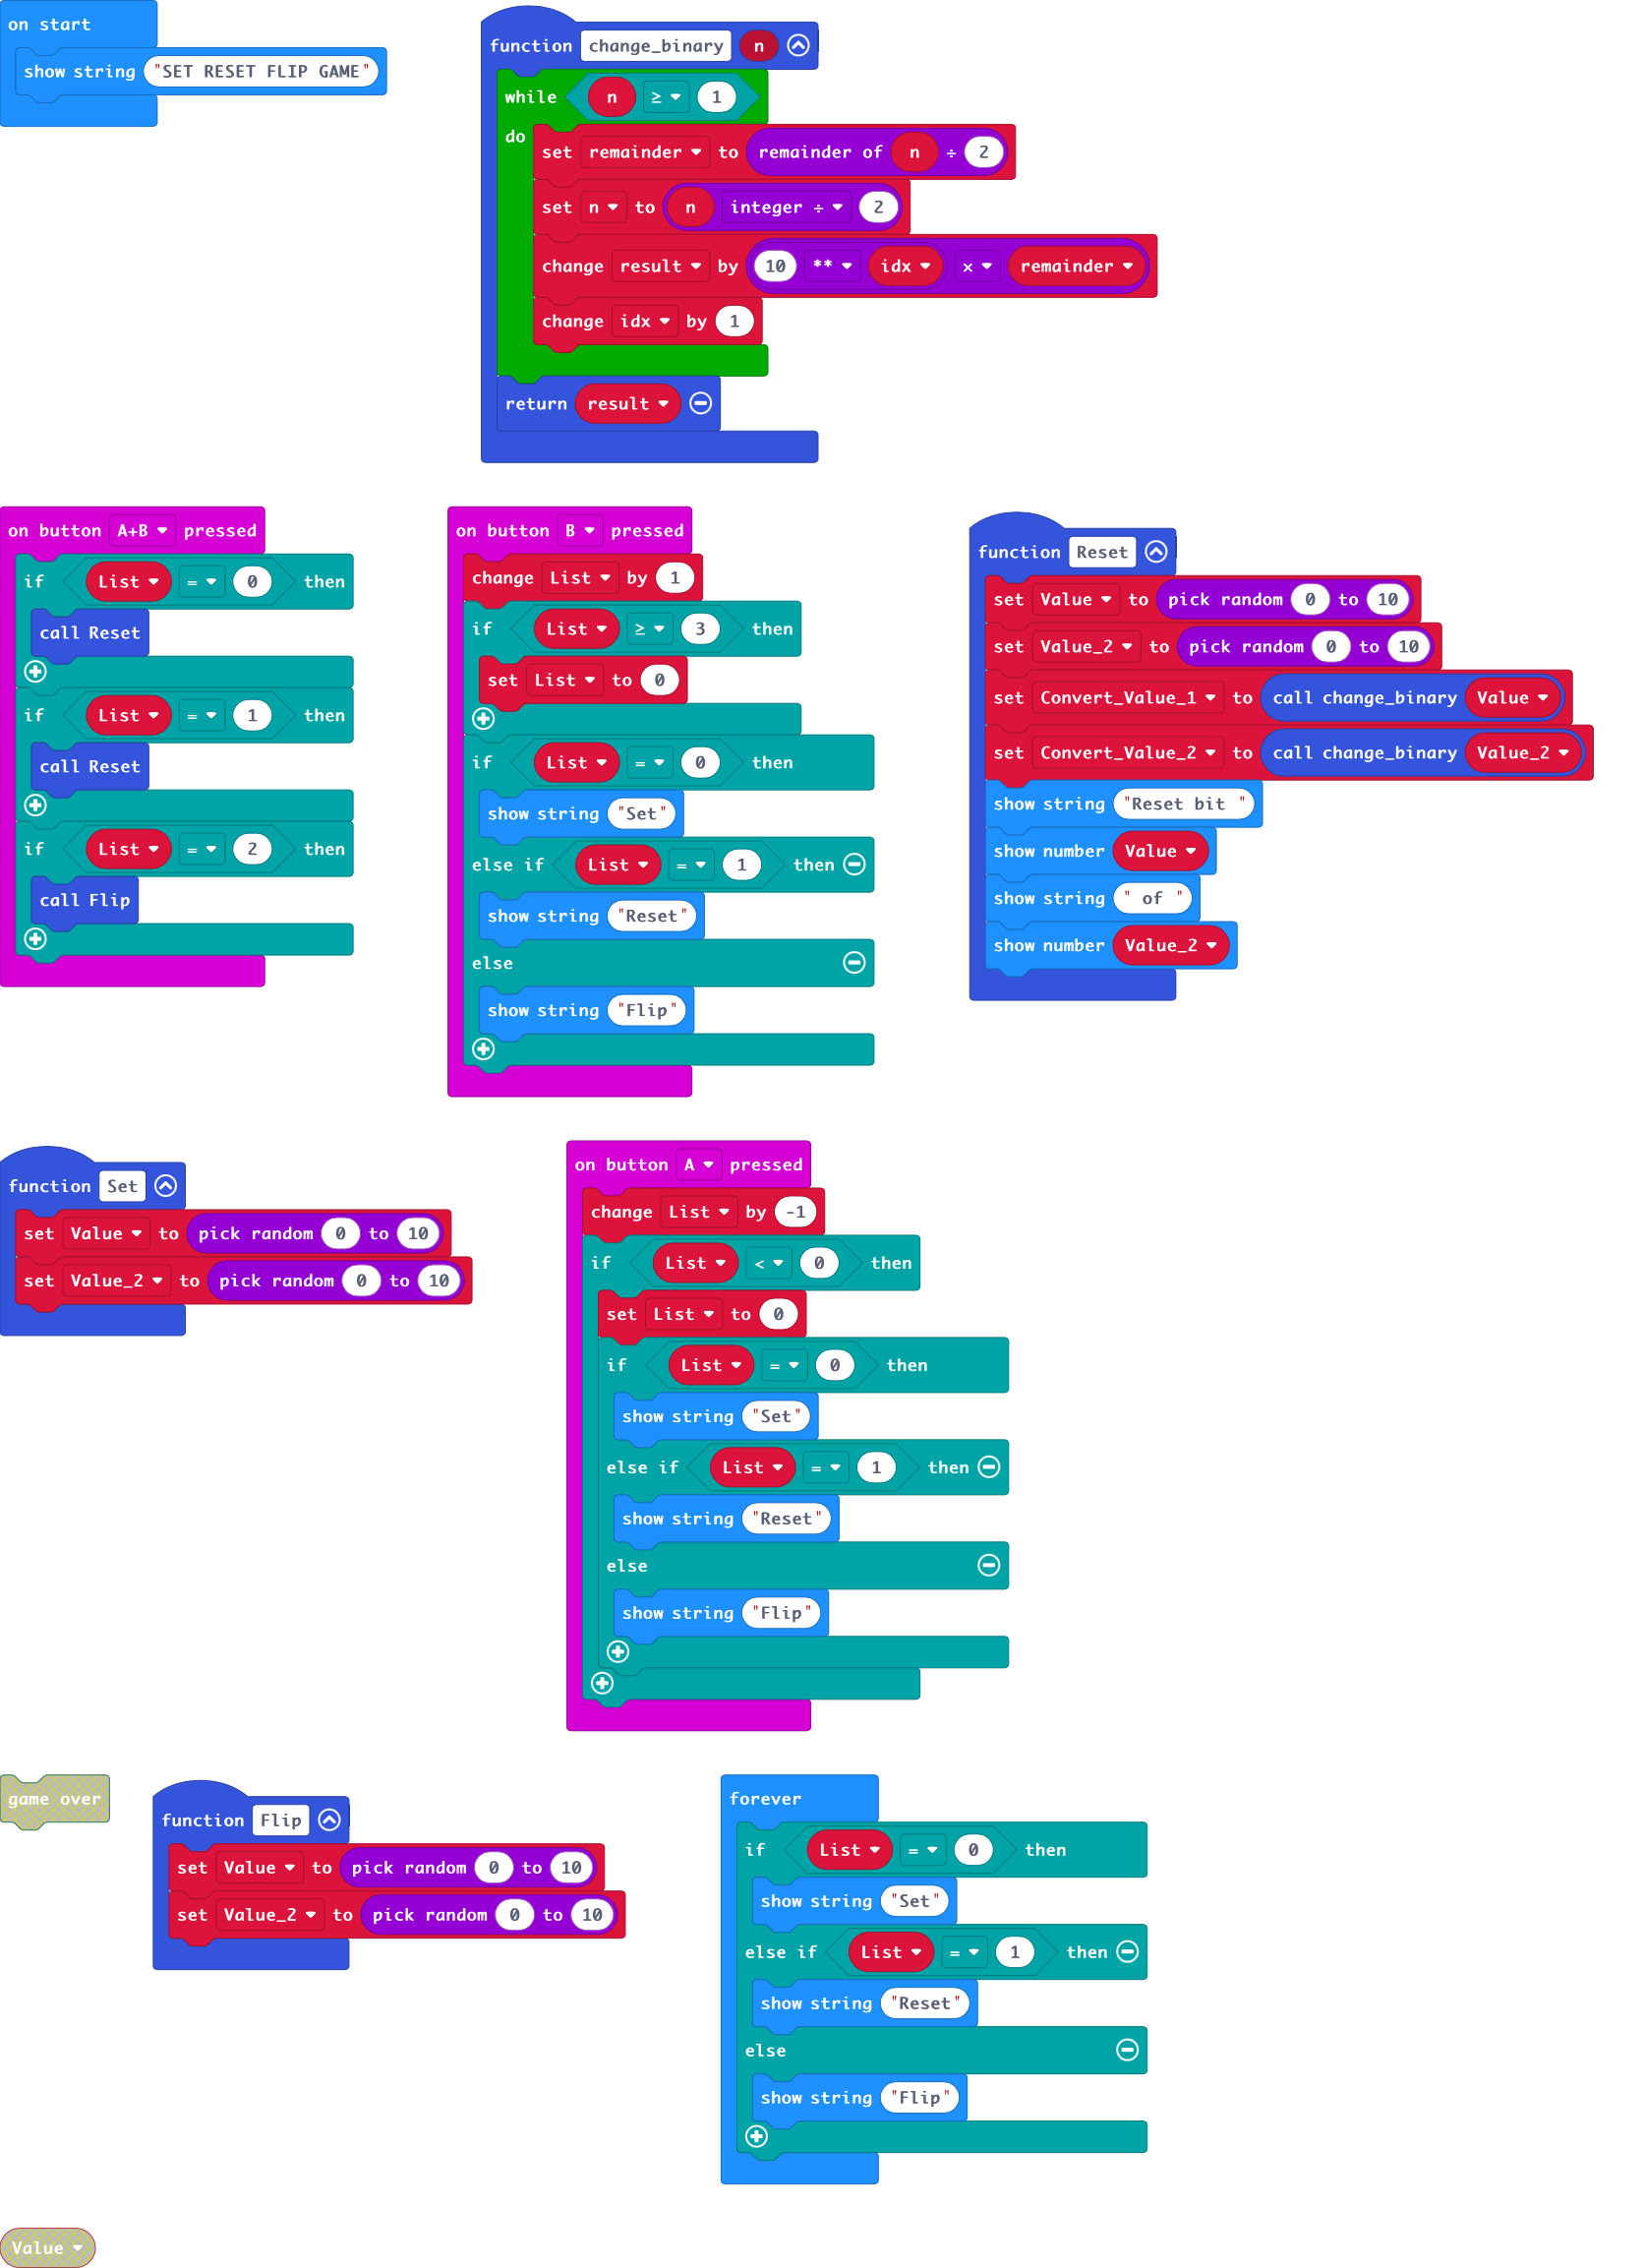 on start
show string "SET RESET FLIP GAME"
function change_binary n
while n ≥ 1
do
set remainder to remainder of n ÷ 2
set n to n integer ÷ 2
change result by 10 ** idx × remainder
change idx by 1
return result
on button A+B pressed
if List = 0 then
call Reset
if List = 1 then
call Reset
if List = 2 then
call Flip
on button B pressed
change List by 1
if List ≥ 3 then
set List to 0
if List = 0 then
show string "Set"
else if List = 1 then
show string "Reset"
else
show string "Flip"
function Reset
set Value to pick random 0 to 10
set Value_2 to pick random 0 to 10
set Convert_Value_1 to call change_binary Value
set Convert_Value_2 to call change_binary Value_2
show string "Reset bit "
show number Value
show string " of "
show number Value_2
function Set
set Value to pick random 0 to 10
set Value_2 to pick random 0 to 10
on button A pressed
change List by -1
if List < 0 then
set List to 0
if List = 0 then
show string "Set"
else if List = 1 then
show string "Reset"
else
show string "Flip"
game over
function Flip
set Value to pick random 0 to 10
set Value_2 to pick random 0 to 10
forever
if List = 0 then
show string "Set"
else if List = 1 then
show string "Reset"
else
show string "Flip"
Value